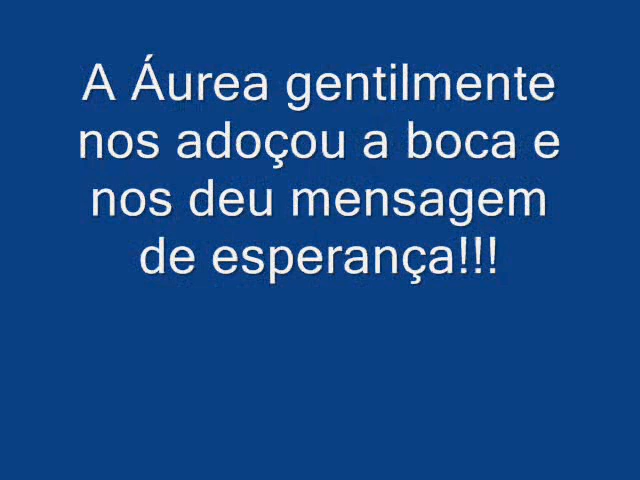 A Áurea gentilmente
nos adoçou a boca e
nos deu mensagem
de esperança!!!